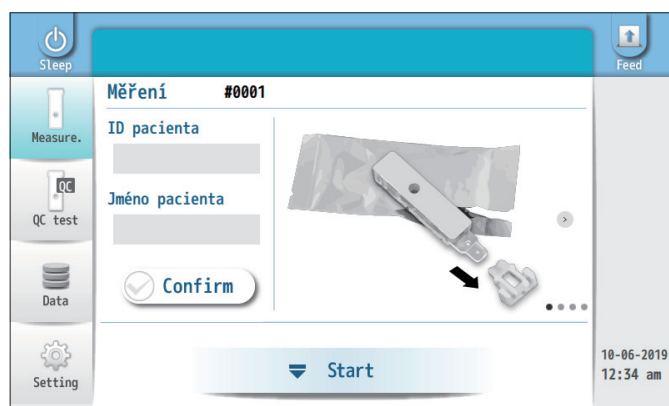 Sleep
Feed
Měření #0001
Measure.
ID pacienta
QC
QC test
Jméno pacienta
Confirm
Data
Start
Setting
10-06-2019
12:34 am